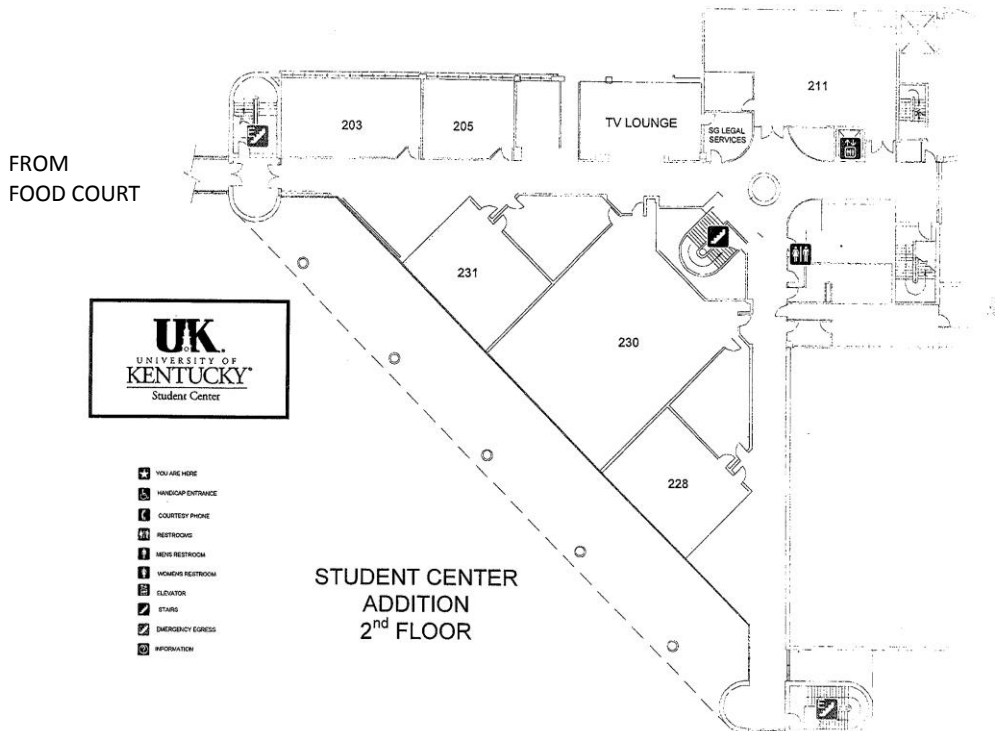 FROM
FOOD COURT
203
205
TV LOUNGE
SG LEGAL
SERVICES
211
231
230
228
UK
UNIVERSITY OF
KENTUCKY
Student Center
YOU ARE HERE
HANDICAP ENTRANCE
COURTESY PHONE
RESTROOMS
MENS RESTROOM
WOMENS RESTROOM
ELEVATOR
STAIRS
EMERGENCY EGRESS
INFORMATION
STUDENT CENTER
ADDITION
2nd FLOOR